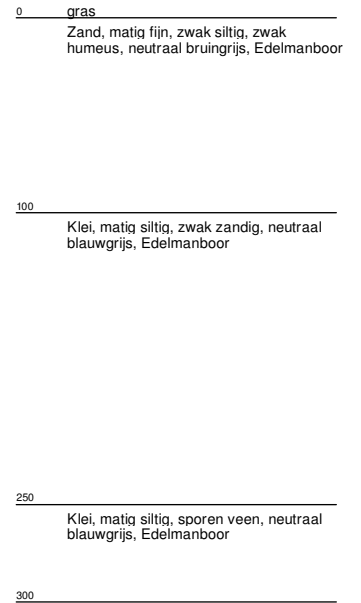 0 gras
Zand, matig fijn, zwak siltig, zwak
humeus, neutraal bruingrijs, Edelmanboor
100
Klei, matig siltig, zwak zandig, neutraal
blauwgrijs, Edelmanboor
250
Klei, matig siltig, sporen veen, neutraal
blauwgrijs, Edelmanboor
300